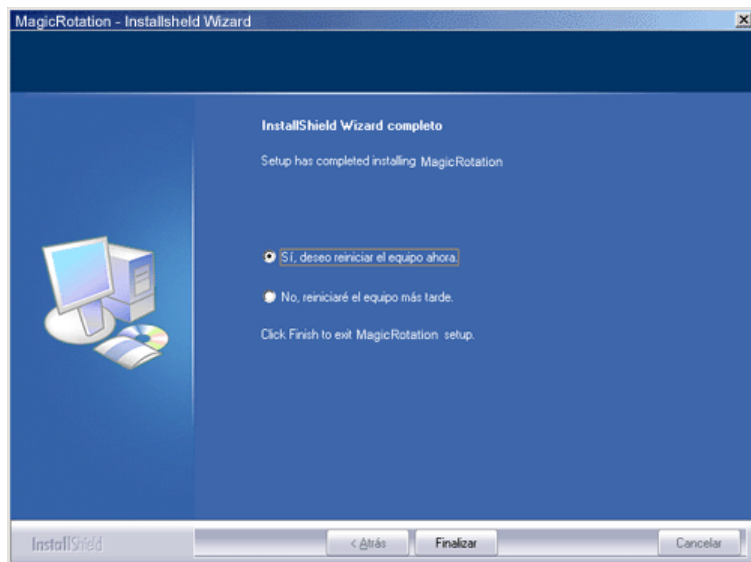 MagicRotation - Installsheld Wizard
InstallShield Wizard completo
Setup has completed installing MagicRotation
Sí, deseo reiniciar el equipo ahora.
No, reiniciaré el equipo más tarde.
Click Finish to exit MagicRotation setup.
InstallShield
< Atrás
Finalizar
Cancelar